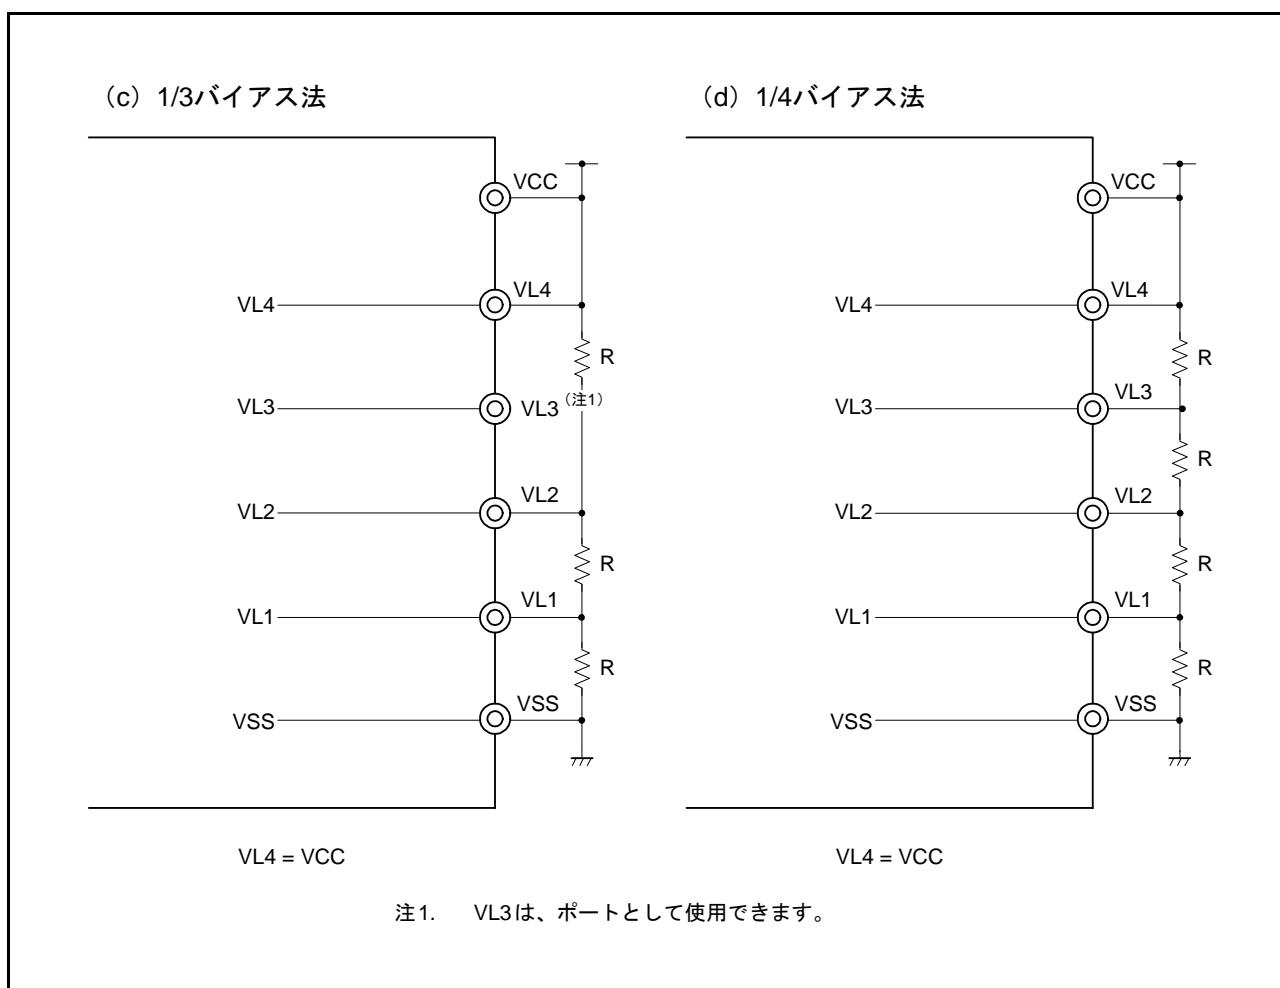 (c) 1/3バイアス法
VCC
VL4
VL4
R
VL3
VL3(注1)
VL2
VL2
R
VL1
VL1
R
VSS
VSS
VL4 = VCC
(d) 1/4バイアス法
VCC
VL4
VL4
R
VL3
VL3
R
VL2
VL2
R
VL1
VL1
R
VSS
VSS
VL4 = VCC
注1. VL3は、ポートとして使用できます。